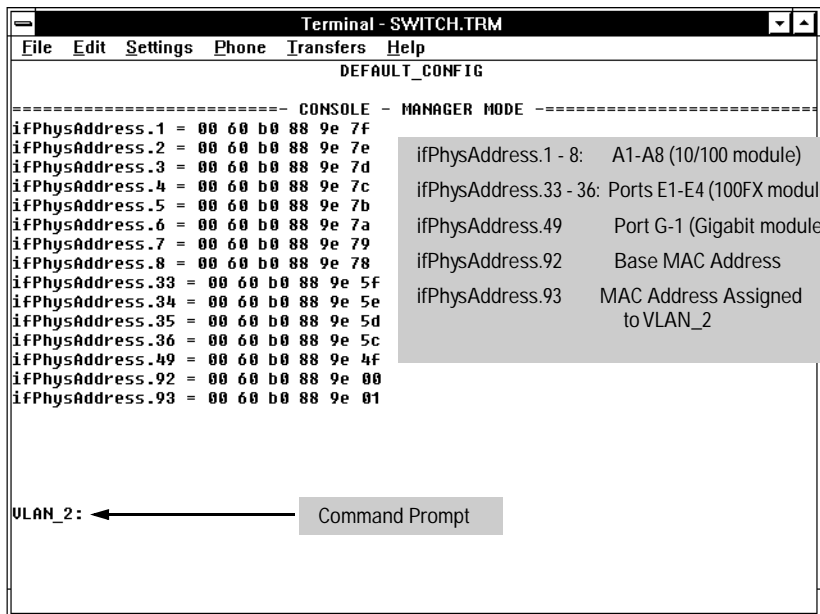 Terminal - SWITCH.TRM
File Edit Settings Phone Transfers Help
DEFAULT_CONFIG
==========================- CONSOLE - MANAGER MODE -==========================
ifPhysAddress.1 = 00 60 b0 88 9e 7f
ifPhysAddress.2 = 00 60 b0 88 9e 7e
ifPhysAddress.3 = 00 60 b0 88 9e 7d
ifPhysAddress.4 = 00 60 b0 88 9e 7c
ifPhysAddress.5 = 00 60 b0 88 9e 7b
ifPhysAddress.6 = 00 60 b0 88 9e 7a
ifPhysAddress.7 = 00 60 b0 88 9e 79
ifPhysAddress.8 = 00 60 b0 88 9e 78
ifPhysAddress.33 = 00 60 b0 88 9e 5f
ifPhysAddress.34 = 00 60 b0 88 9e 5e
ifPhysAddress.35 = 00 60 b0 88 9e 5d
ifPhysAddress.36 = 00 60 b0 88 9e 5c
ifPhysAddress.49 = 00 60 b0 88 9e 4f
ifPhysAddress.92 = 00 60 b0 88 9e 00
ifPhysAddress.93 = 00 60 b0 88 9e 01
ifPhysAddress.1 - 8: A1-A8 (10/100 module)
ifPhysAddress.33 - 36: Ports E1-E4 (100FX modul
ifPhysAddress.49 Port G-1 (Gigabit module
ifPhysAddress.92 Base MAC Address
ifPhysAddress.93 MAC Address Assigned
to VLAN_2
VLAN_2:
Command Prompt